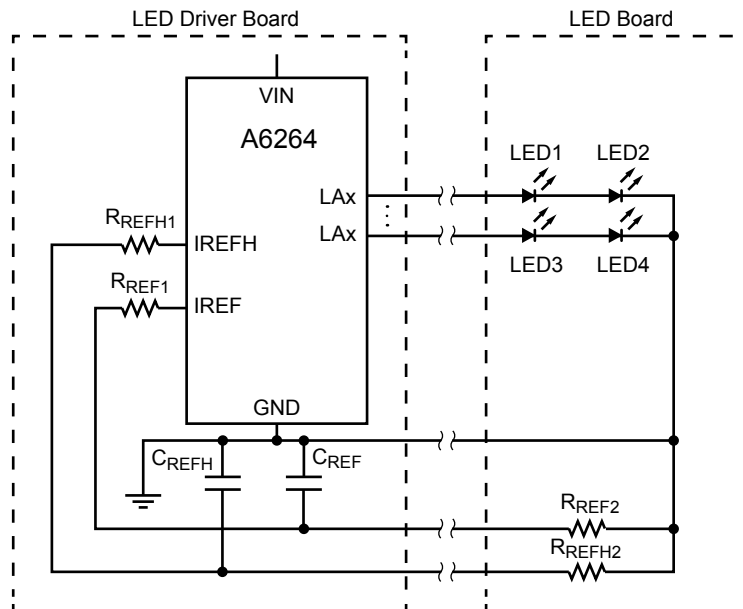 LED Driver Board
LED Board
VIN
A6264
LED1
LED2
LAx
RREFH1
IREFH
LAx
LED3
LED4
RREF1
IREF
GND
CREFH
CREF
RREF2
RREFH2